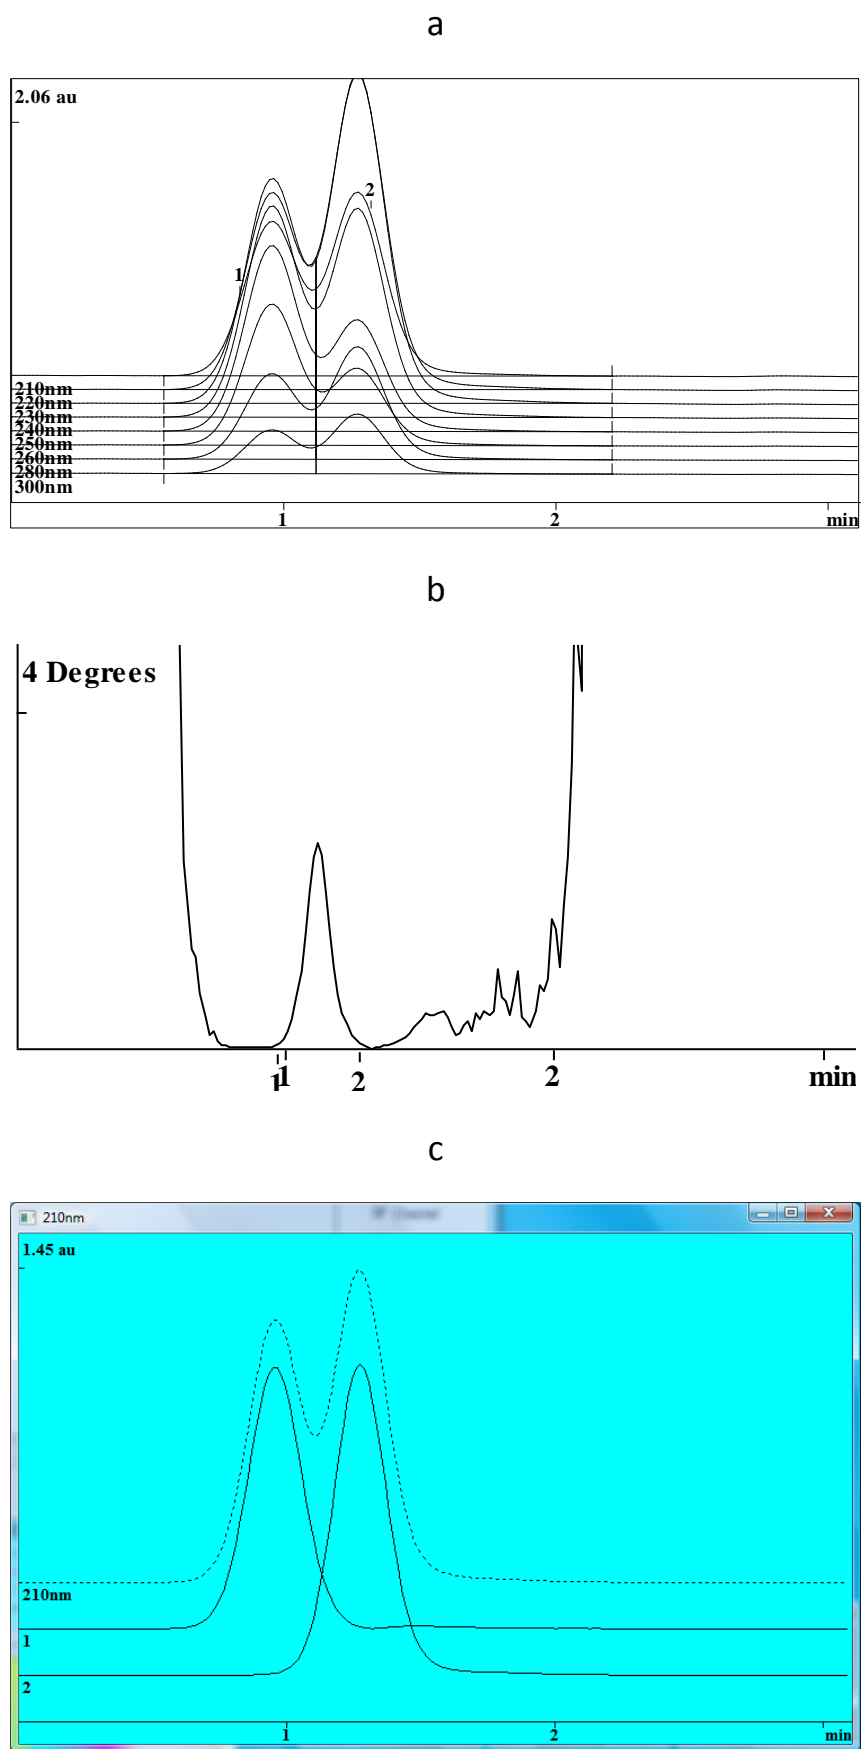 a
2.06 au
2
1
210nm
220nm
230nm
240nm
250nm
260nm
280nm
300nm
1 2 min
b
4 Degrees
1 1 2 2 min
c
210nm
1.45 au
210nm
1
2
1 2 min